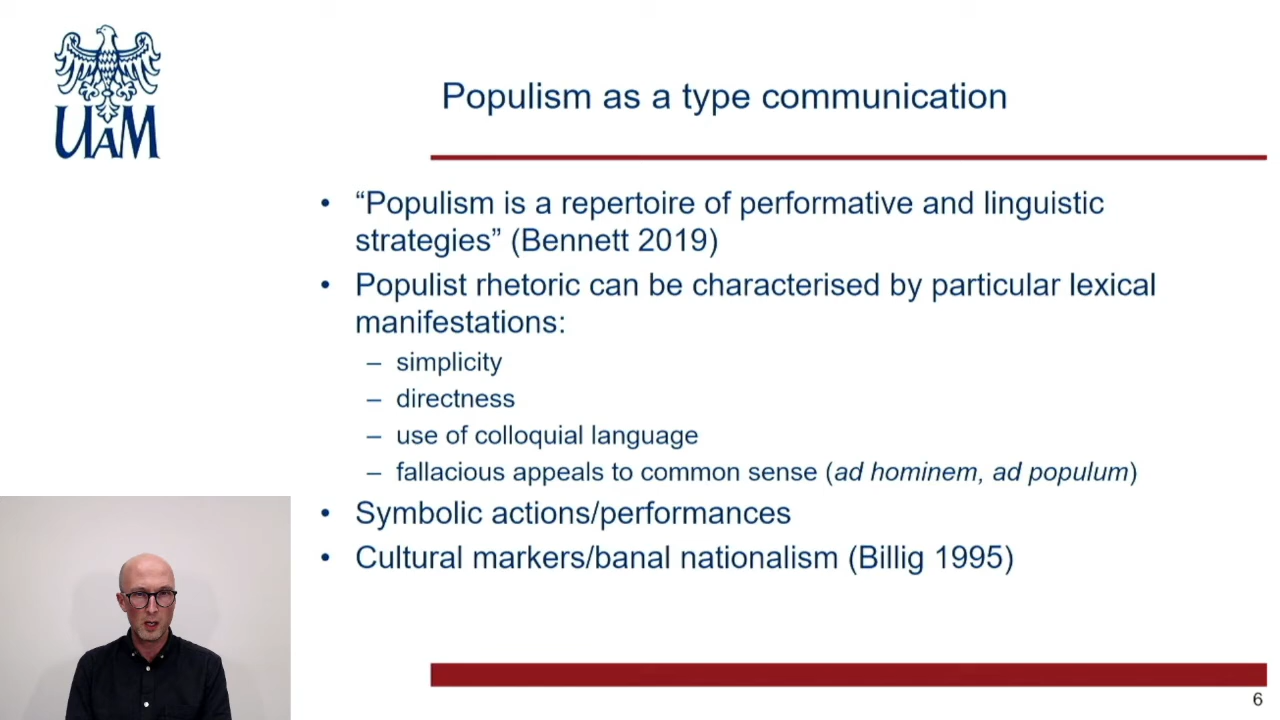 UAM
Populism as a type communication
• “Populism is a repertoire of performative and linguistic
strategies” (Bennett 2019)
• Populist rhetoric can be characterised by particular lexical
manifestations:
– simplicity
– directness
– use of colloquial language
– fallacious appeals to common sense (ad hominem, ad populum)
• Symbolic actions/performances
• Cultural markers/banal nationalism (Billig 1995)
6